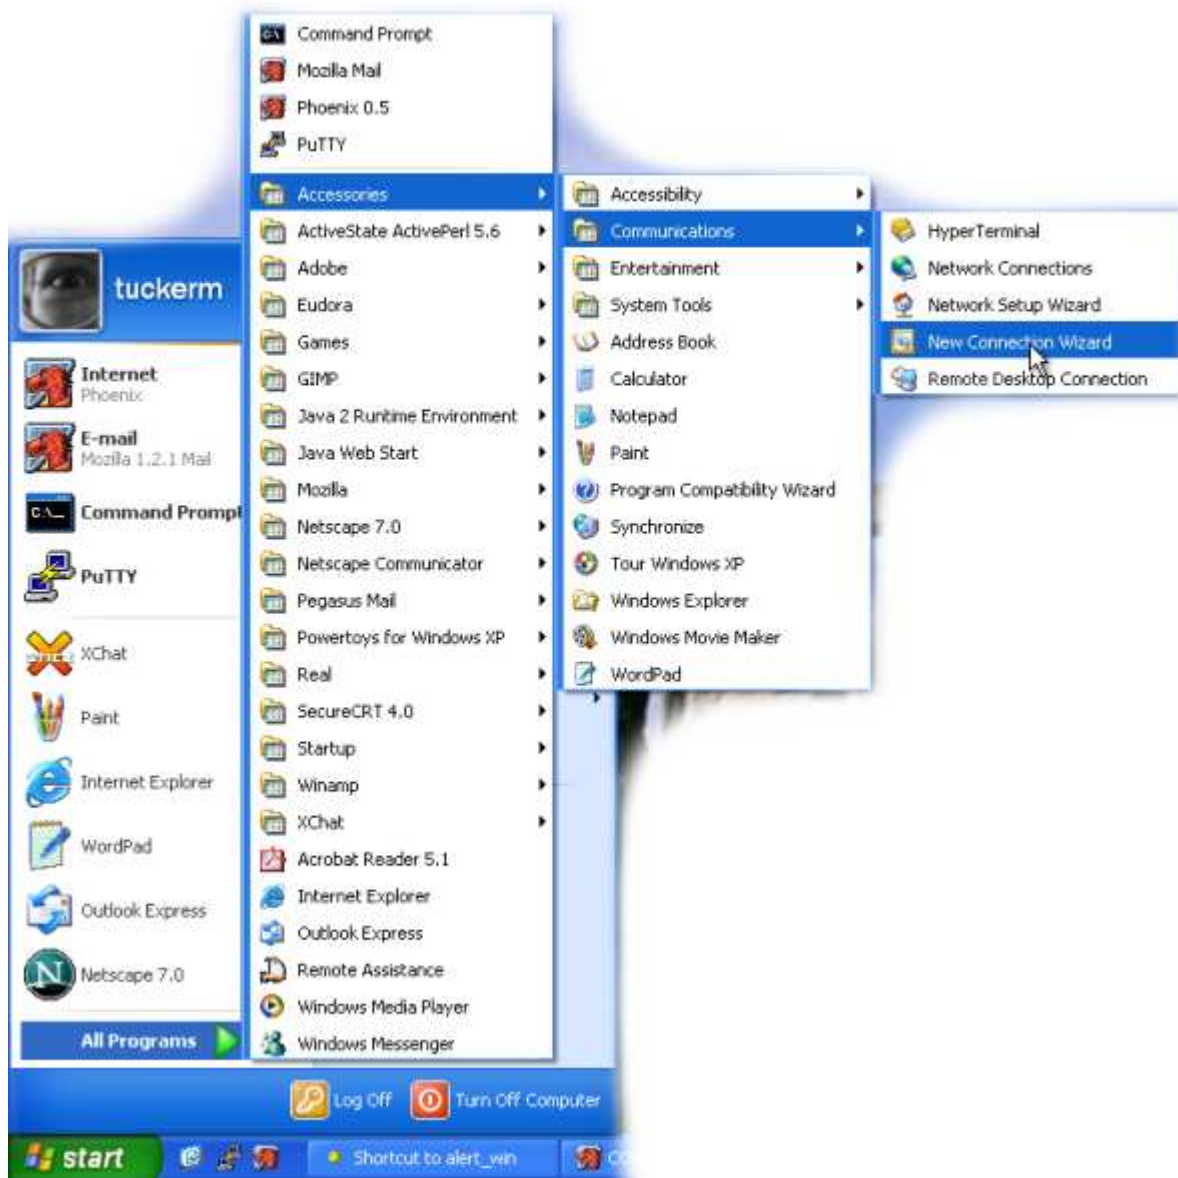 tuckerm
Internet
Phoenix
E-mail
Mozilla 1.2.1 Mail
Command Prompt
PuTTY
XChat
Paint
Internet Explorer
WordPad
Outlook Express
Netscape 7.0
All Programs
Command Prompt
Mozilla Mail
Phoenix 0.5
PuTTY
Accessories
ActiveState ActivePerl 5.6
Adobe
Eudora
Games
GIMP
Java 2 Runtime Environment
Java Web Start
Mozilla
Netscape 7.0
Netscape Communicator
Pegasus Mail
Powertoys for Windows XP
Real
SecureCRT 4.0
Startup
Winamp
XChat
Acrobat Reader 5.1
Internet Explorer
Outlook Express
Remote Assistance
Windows Media Player
Windows Messenger
Accessibility
Communications
Entertainment
System Tools
Address Book
Calculator
Notepad
Paint
Program Compatibility Wizard
Synchronize
Tour Windows XP
Windows Explorer
Windows Movie Maker
WordPad
HyperTerminal
Network Connections
Network Setup Wizard
New Connection Wizard
Remote Desktop Connection
Log Off
Turn Off Computer
start
Shortcut to alert_win